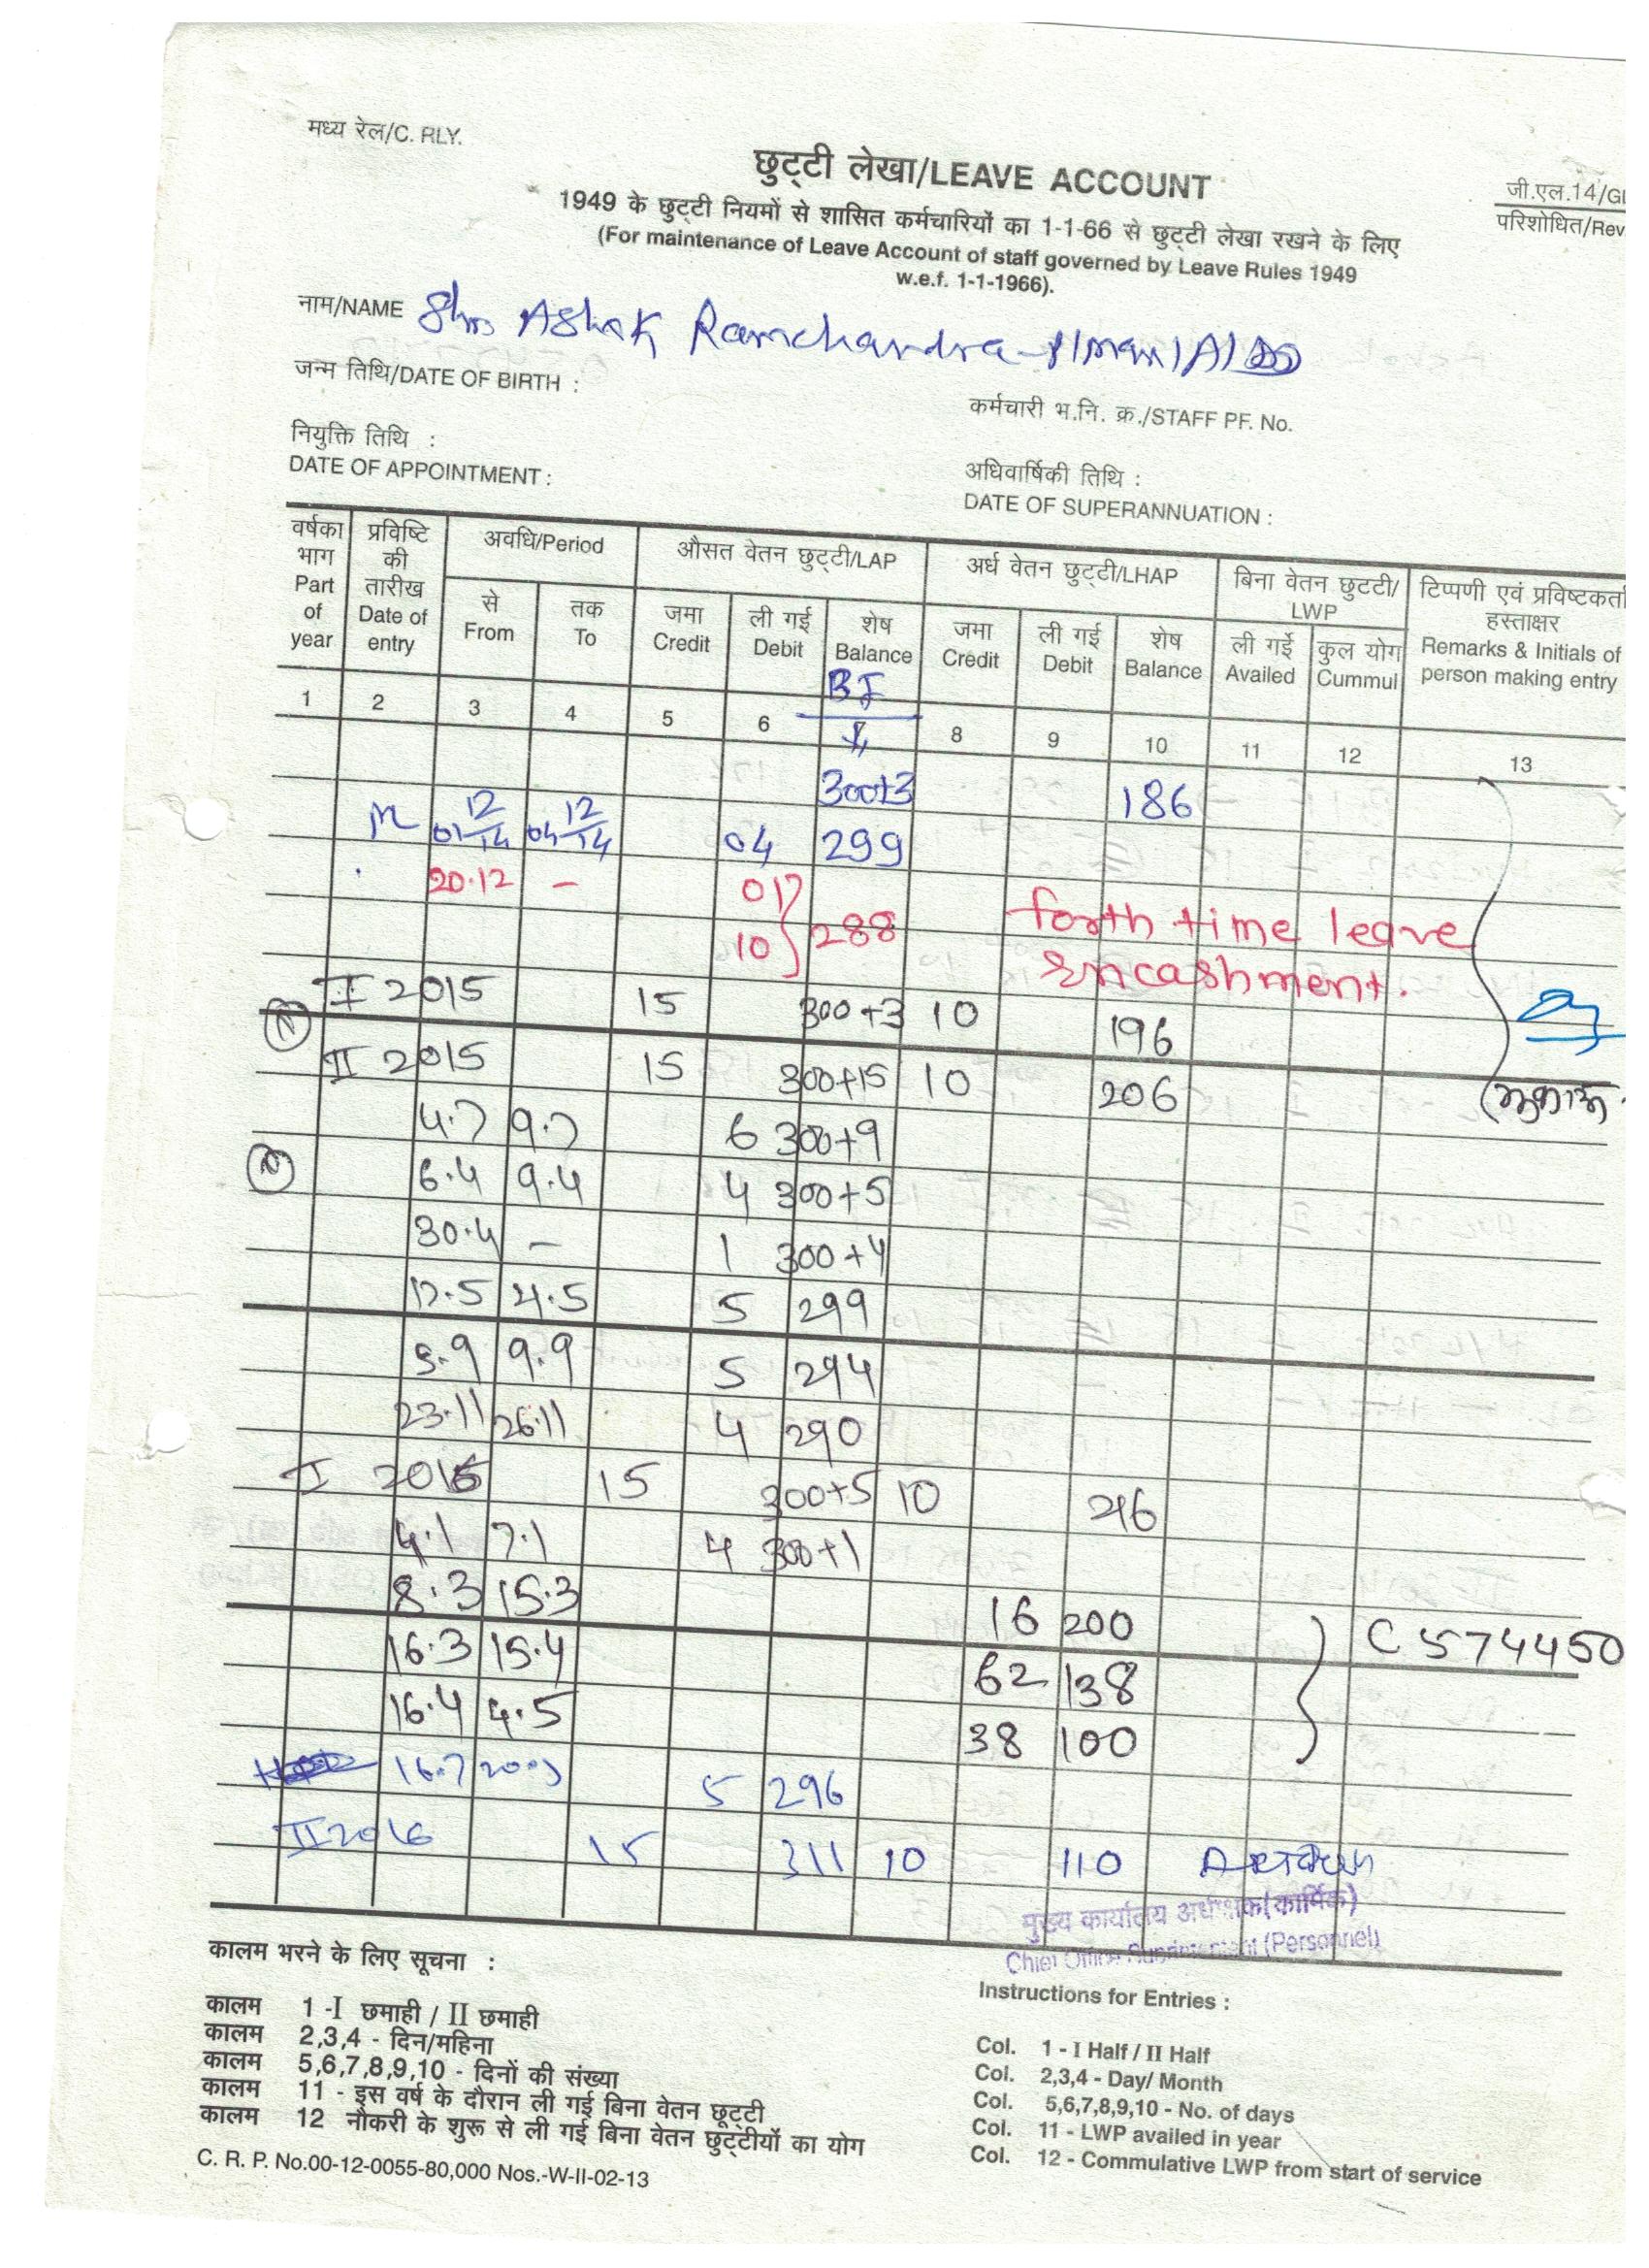 मध्य रेल/C. RLY.
छुट्टी लेखा/LEAVE ACCOUNT
जी.एल.14/Gl
परिशोधित/Rev
1949 के छुट्टी नियमों से शासित कर्मचारियों का 1-1-66 से छुट्टी लेखा रखने के लिए
(For maintenance of Leave Account of staff governed by Leave Rules 1949
w.e.f. 1-1-1966).
नाम/NAME Shri Ashok Ramchandra
जन्म तिथि/DATE OF BIRTH :
कर्मचारी भ.नि. क्र./STAFF PF. No.
नियुक्ति तिथि :
DATE OF APPOINTMENT :
अधिवार्षिकी तिथि :
DATE OF SUPERANNUATION :
वर्षका भाग Part of year
प्रविष्टि की तारीख Date of entry
अवधि/Period
औसत वेतन छुट्टी/LAP
अर्ध वेतन छुट्टी/LHAP
बिना वेतन छुटटी/ LWP
टिप्पणी एवं प्रविष्टकर्ता हस्ताक्षर Remarks & Initials of person making entry
से From
तक To
जमा Credit
ली गई Debit
शेष Balance
जमा Credit
ली गई Debit
शेष Balance
ली गई Availed
कुल योग Cummul
BF
1 2 3 4 5 6 8 9 10 11 12 13
300+3 186
01 12/14 04 12/14 04 299
20.12 — 01
10 288 forth time leave
encashment.
I 2015 15 300+3 10 196
II 2015 15 300+15 10 206
4.7 9.7 6 300+9
6.4 9.4 4 300+5
30.4 — 1 300+4
17.5 21.5 5 299
5.9 9.9 5 294
23.11 26.11 4 290
I 2016 15 300+5 10 216
4.1 7.1 4 300+1
8.3 15.3 16 200
16.3 15.4 62 138 C 574450
16.4 4.5 38 100
16.7 20.7 5 296
II 2016 15 311 10 110
मुख्य कार्यालय अधीक्षक(कार्मिक)
Chief Office Superintendent (Personnel)
कालम भरने के लिए सूचना :
कालम 1 -I छमाही / II छमाही
कालम 2,3,4 - दिन/महिना
कालम 5,6,7,8,9,10 - दिनों की संख्या
कालम 11 - इस वर्ष के दौरान ली गई बिना वेतन छूट्टी
कालम 12 नौकरी के शुरू से ली गई बिना वेतन छुट्टीयों का योग
C. R. P. No.00-12-0055-80,000 Nos.-W-II-02-13
Instructions for Entries :
Col. 1 - I Half / II Half
Col. 2,3,4 - Day/ Month
Col. 5,6,7,8,9,10 - No. of days
Col. 11 - LWP availed in year
Col. 12 - Commulative LWP from start of service